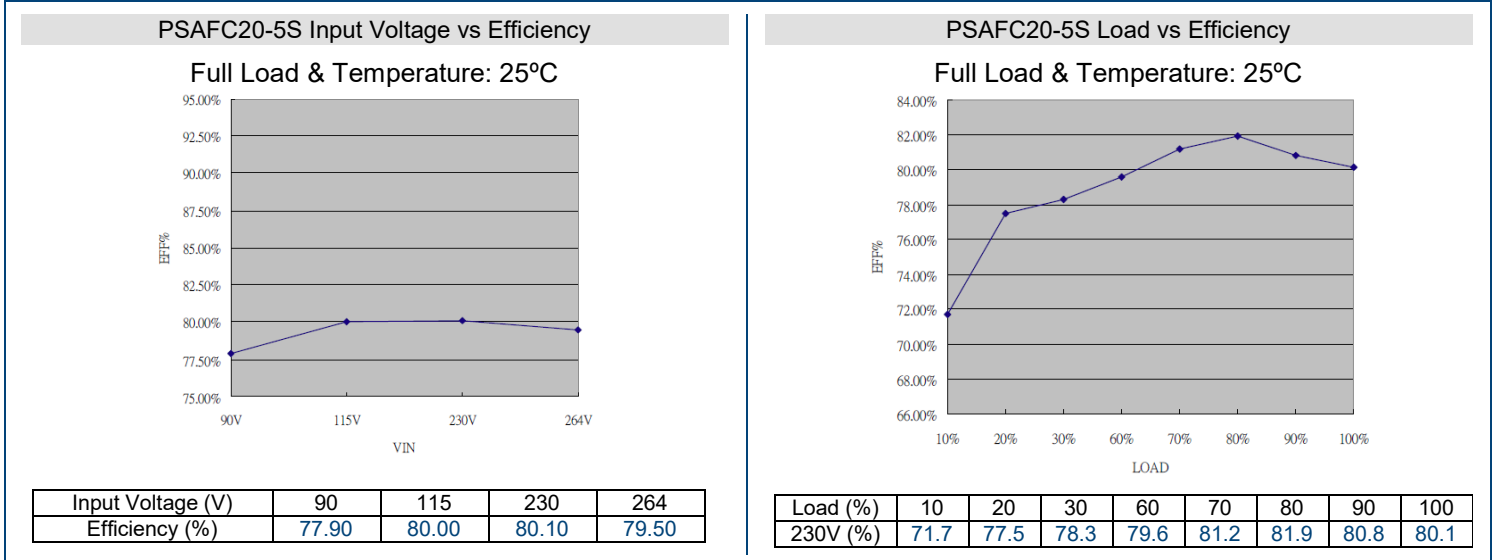 PSAFC20-5S Input Voltage vs Efficiency
Full Load & Temperature: 25ºC
95.00%
92.50%
90.00%
87.50%
85.00%
82.50%
80.00%
77.50%
75.00%
EFF%
90V 115V 230V 264V
VIN
Input Voltage (V) 90 115 230 264
Efficiency (%) 77.90 80.00 80.10 79.50
PSAFC20-5S Load vs Efficiency
Full Load & Temperature: 25ºC
84.00%
82.00%
80.00%
78.00%
76.00%
74.00%
72.00%
70.00%
68.00%
66.00%
EFF%
10% 20% 30% 60% 70% 80% 90% 100%
LOAD
Load (%) 10 20 30 60 70 80 90 100
230V (%) 71.7 77.5 78.3 79.6 81.2 81.9 80.8 80.1